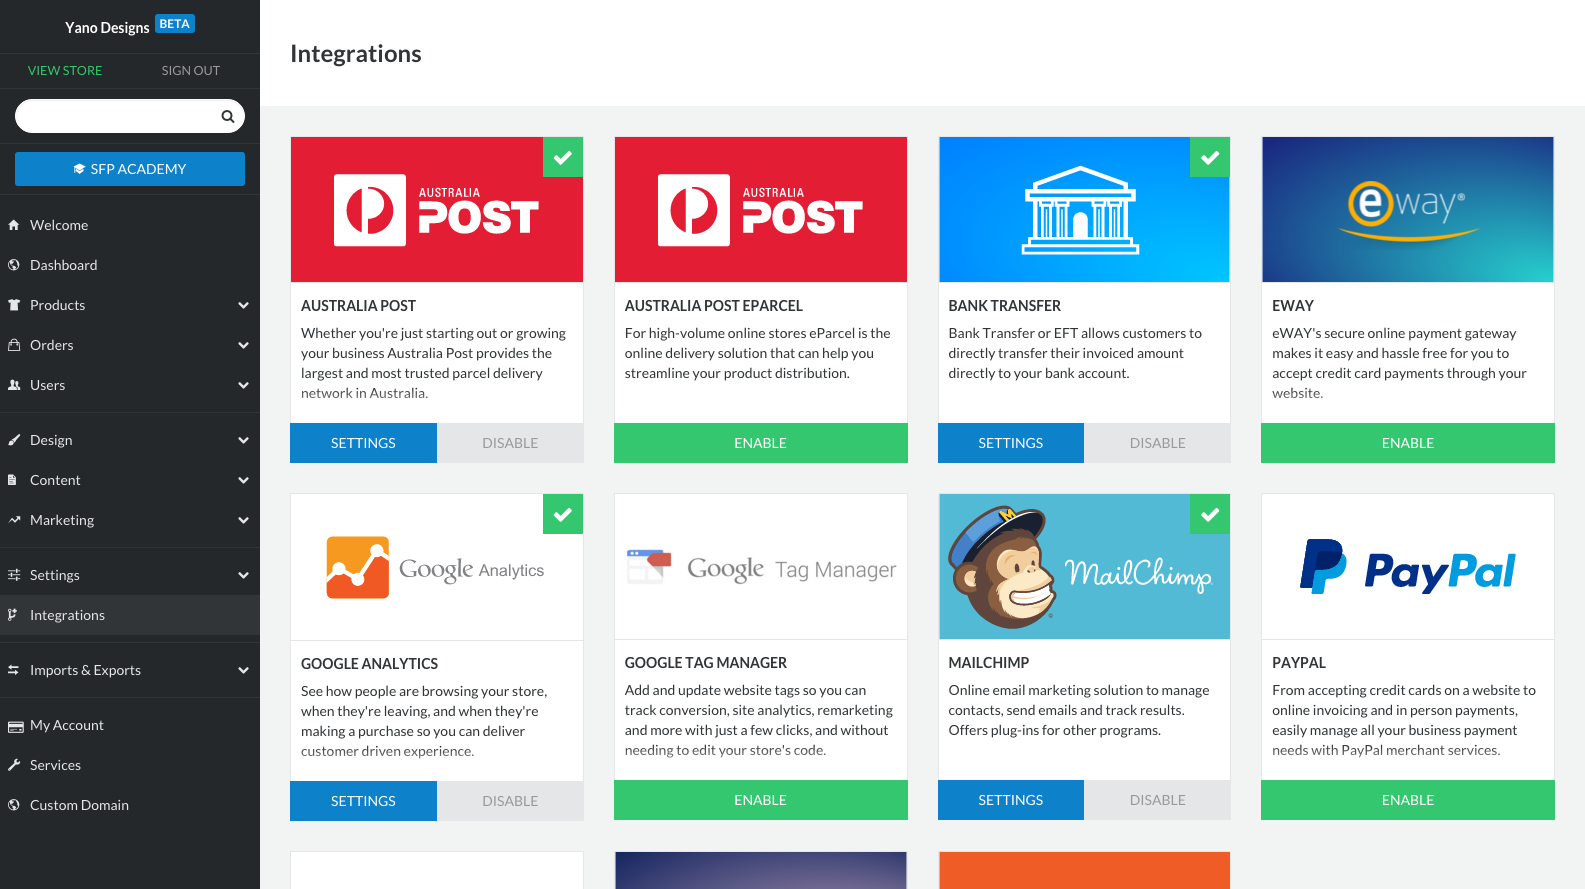 Yano Designs BETA
VIEW STORE SIGN OUT
SFP ACADEMY
Welcome
Dashboard
Products
Orders
Users
Design
Content
Marketing
Settings
Integrations
Imports & Exports
My Account
Services
Custom Domain
Integrations
AUSTRALIA
POST
AUSTRALIA POST
Whether you're just starting out or growing
your business Australia Post provides the
largest and most trusted parcel delivery
network in Australia.
SETTINGS DISABLE
AUSTRALIA
POST
AUSTRALIA POST EPARCEL
For high-volume online stores eParcel is the
online delivery solution that can help you
streamline your product distribution.
ENABLE
BANK TRANSFER
Bank Transfer or EFT allows customers to
directly transfer their invoiced amount
directly to your bank account.
SETTINGS DISABLE
eway®
EWAY
eWAY's secure online payment gateway
makes it easy and hassle free for you to
accept credit card payments through your
website.
ENABLE
Google Analytics
GOOGLE ANALYTICS
See how people are browsing your store,
when they're leaving, and when they're
making a purchase so you can deliver
customer driven experience.
SETTINGS DISABLE
Google Tag Manager
GOOGLE TAG MANAGER
Add and update website tags so you can
track conversion, site analytics, remarketing
and more with just a few clicks, and without
needing to edit your store's code.
ENABLE
MailChimp
MAILCHIMP
Online email marketing solution to manage
contacts, send emails and track results.
Offers plug-ins for other programs.
SETTINGS DISABLE
PayPal
PAYPAL
From accepting credit cards on a website to
online invoicing and in person payments,
easily manage all your business payment
needs with PayPal merchant services.
ENABLE